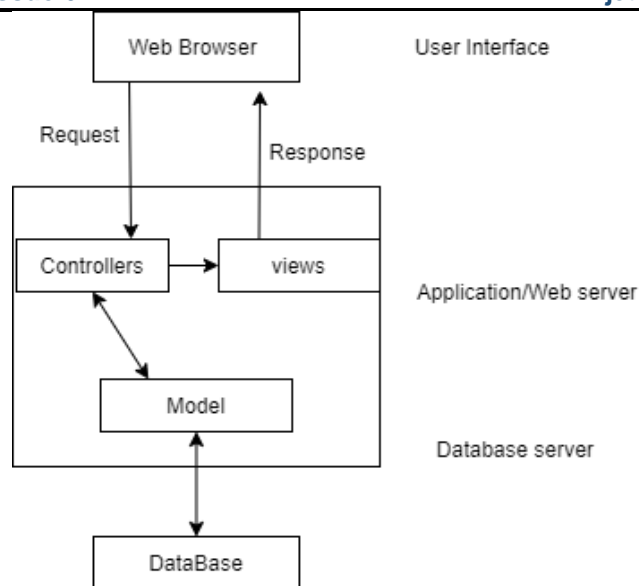 Web Browser
User Interface
Request
Response
Controllers
views
Application/Web server
Model
Database server
DataBase